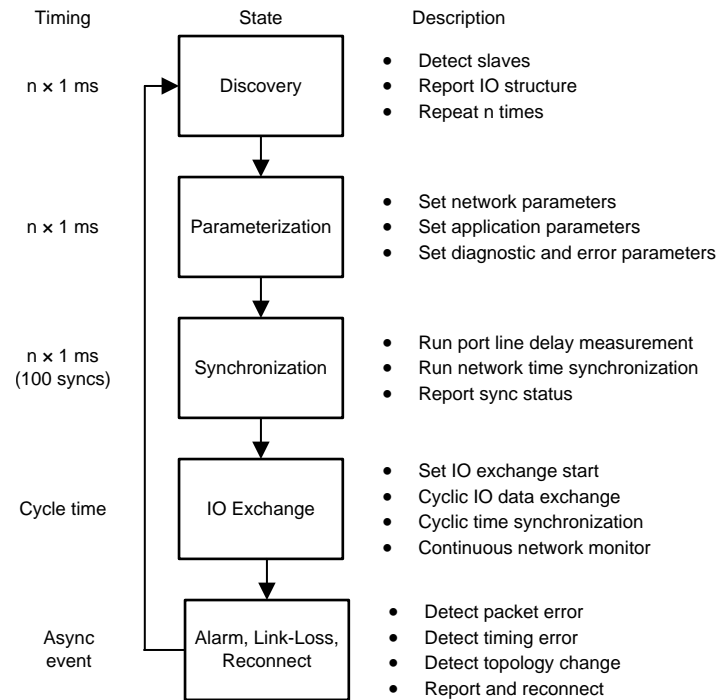 Timing State Description
n × 1 ms
Discovery
• Detect slaves
• Report IO structure
• Repeat n times
n × 1 ms
Parameterization
• Set network parameters
• Set application parameters
• Set diagnostic and error parameters
n × 1 ms
(100 syncs)
Synchronization
• Run port line delay measurement
• Run network time synchronization
• Report sync status
Cycle time
IO Exchange
• Set IO exchange start
• Cyclic IO data exchange
• Cyclic time synchronization
• Continuous network monitor
Async
event
Alarm, Link-Loss,
Reconnect
• Detect packet error
• Detect timing error
• Detect topology change
• Report and reconnect